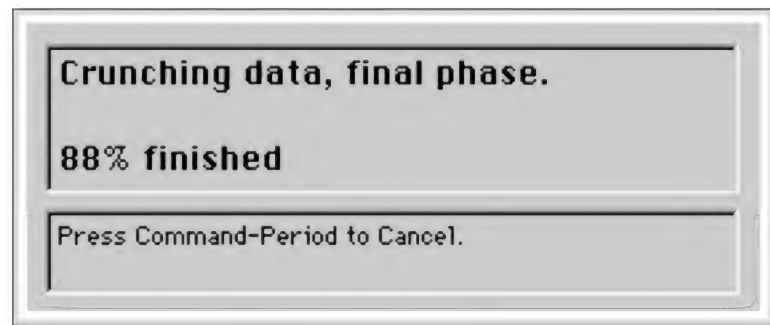 Crunching data, final phase.
88% finished
Press Command-Period to Cancel.